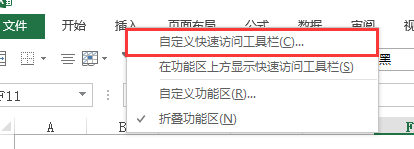 文件 开始 插入 页面布局 公式 数据 审阅
自定义快速访问工具栏(C)...
在功能区上方显示快速访问工具栏(S) 黑
自定义功能区(R)...
F11
✓ 折叠功能区(N)
A B F